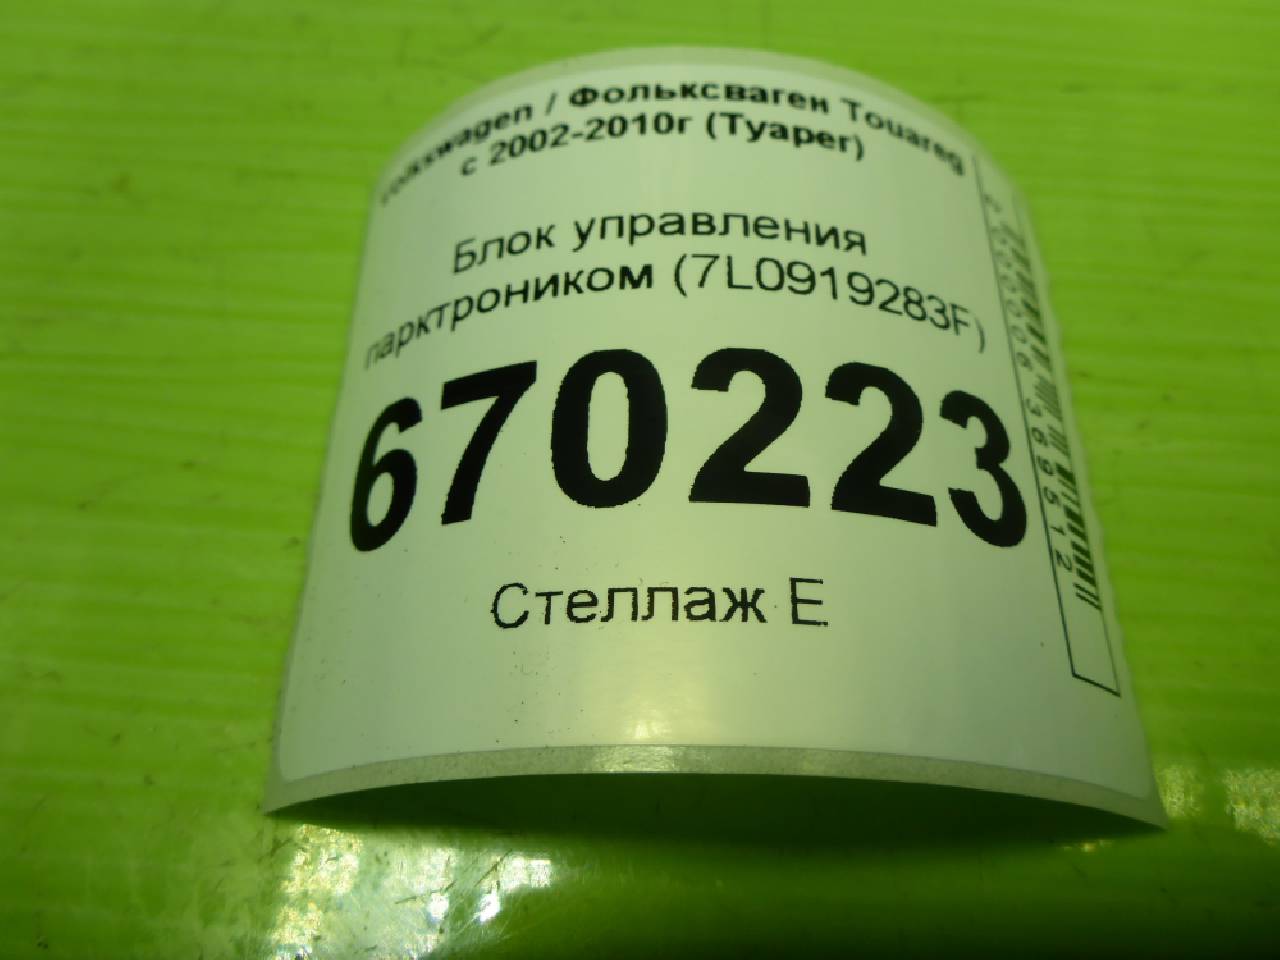 Volkswagen / Фольксваген Touareg
с 2002-2010г (Туарег)
Блок управления
парктроником (7L0919283F)
670223
Стеллаж Е